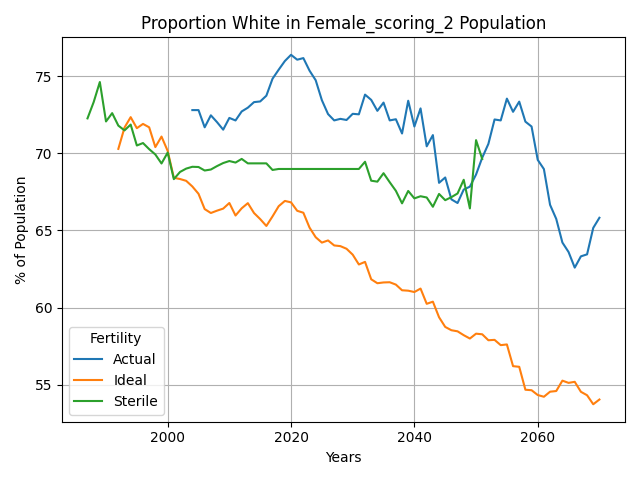 Proportion White in Female_scoring_2 Population
% of Population
75
70
65
60
55
Fertility
Actual
Ideal
Sterile
2000
2020
2040
2060
Years